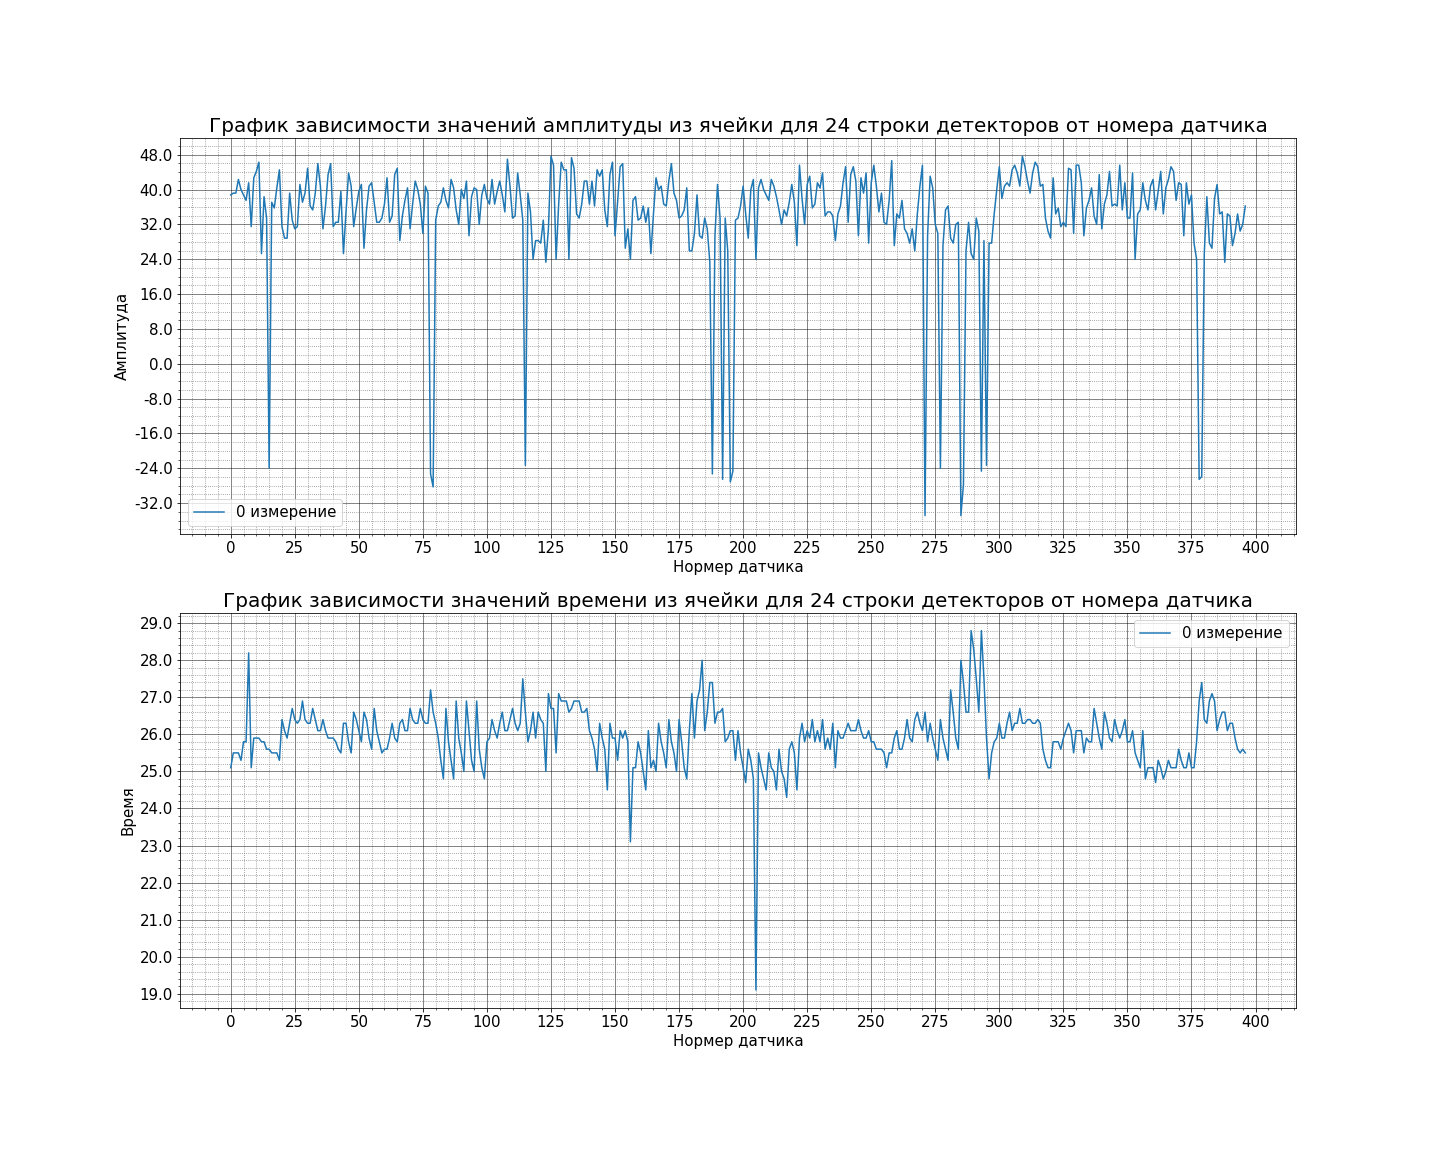 График зависимости значений амплитуды из ячейки для 24 строки детекторов от номера датчика
48.0
40.0
32.0
24.0
16.0
8.0
0.0
-8.0
-16.0
-24.0
-32.0
Амплитуда
0 измерение
0 25 50 75 100 125 150 175 200 225 250 275 300 325 350 375 400
Нормер датчика
График зависимости значений времени из ячейки для 24 строки детекторов от номера датчика
29.0
28.0
27.0
26.0
25.0
24.0
23.0
22.0
21.0
20.0
19.0
Время
0 измерение
0 25 50 75 100 125 150 175 200 225 250 275 300 325 350 375 400
Нормер датчика